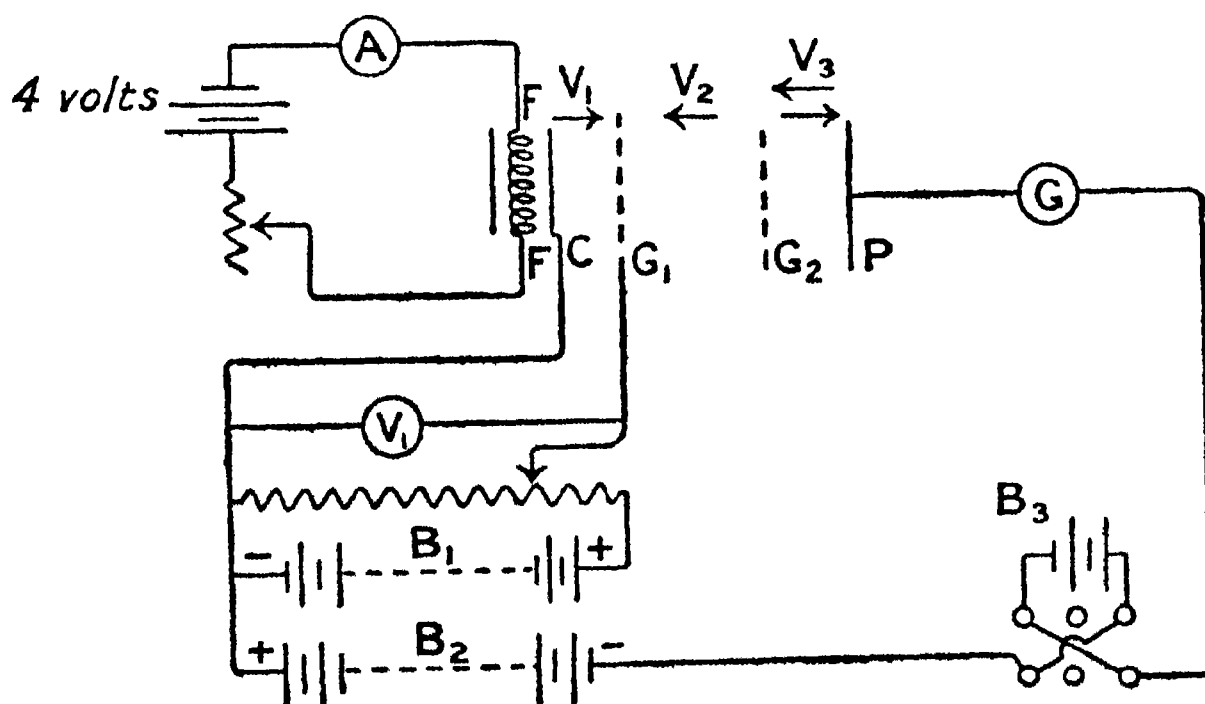 A
4 volts
F
V₁
V₂
V₃
G
F
C
G₁
G₂
P
V₁
B₃
- B₁ +
+ B₂ -